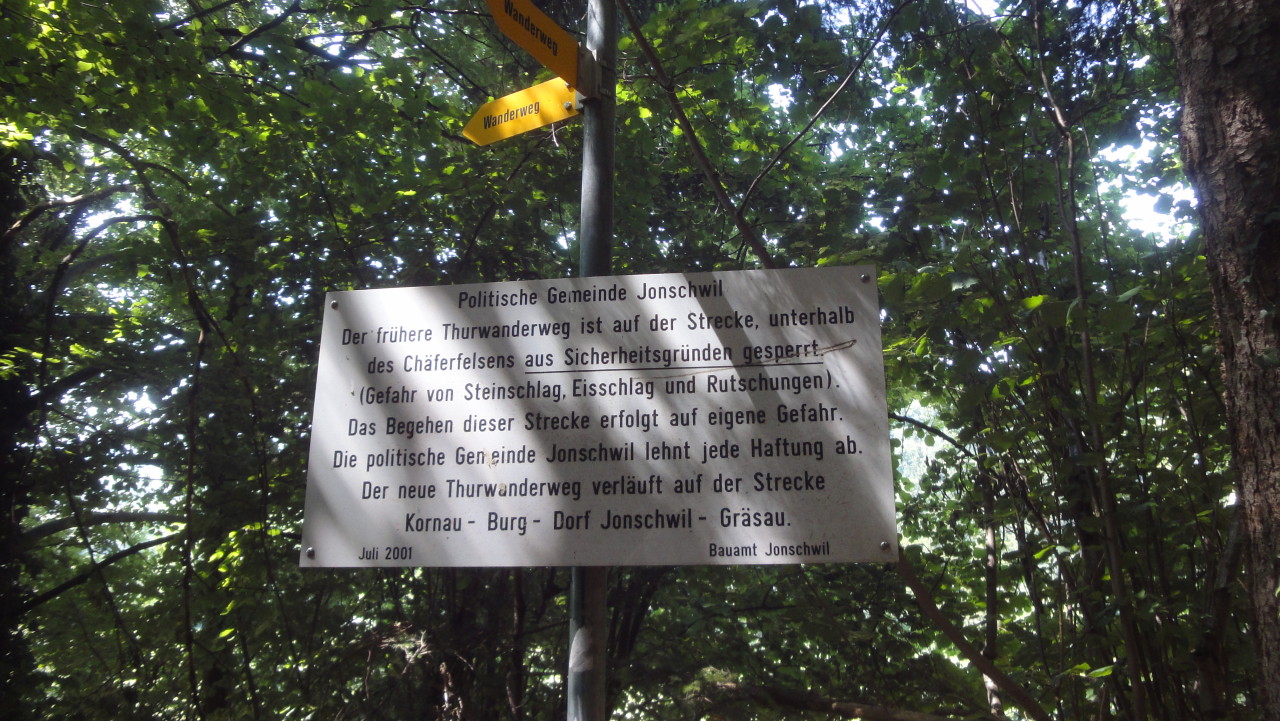 Wanderweg
Wanderweg
Politische Gemeinde Jonschwil
Der frühere Thurwanderweg ist auf der Strecke, unterhalb
des Chäferfelsens aus Sicherheitsgründen gesperrt.
(Gefahr von Steinschlag, Eisschlag und Rutschungen).
Das Begehen dieser Strecke erfolgt auf eigene Gefahr.
Die politische Gemeinde Jonschwil lehnt jede Haftung ab.
Der neue Thurwanderweg verläuft auf der Strecke
Kornau - Burg - Dorf Jonschwil - Gräsau.
Juli 2001 Bauamt Jonschwil